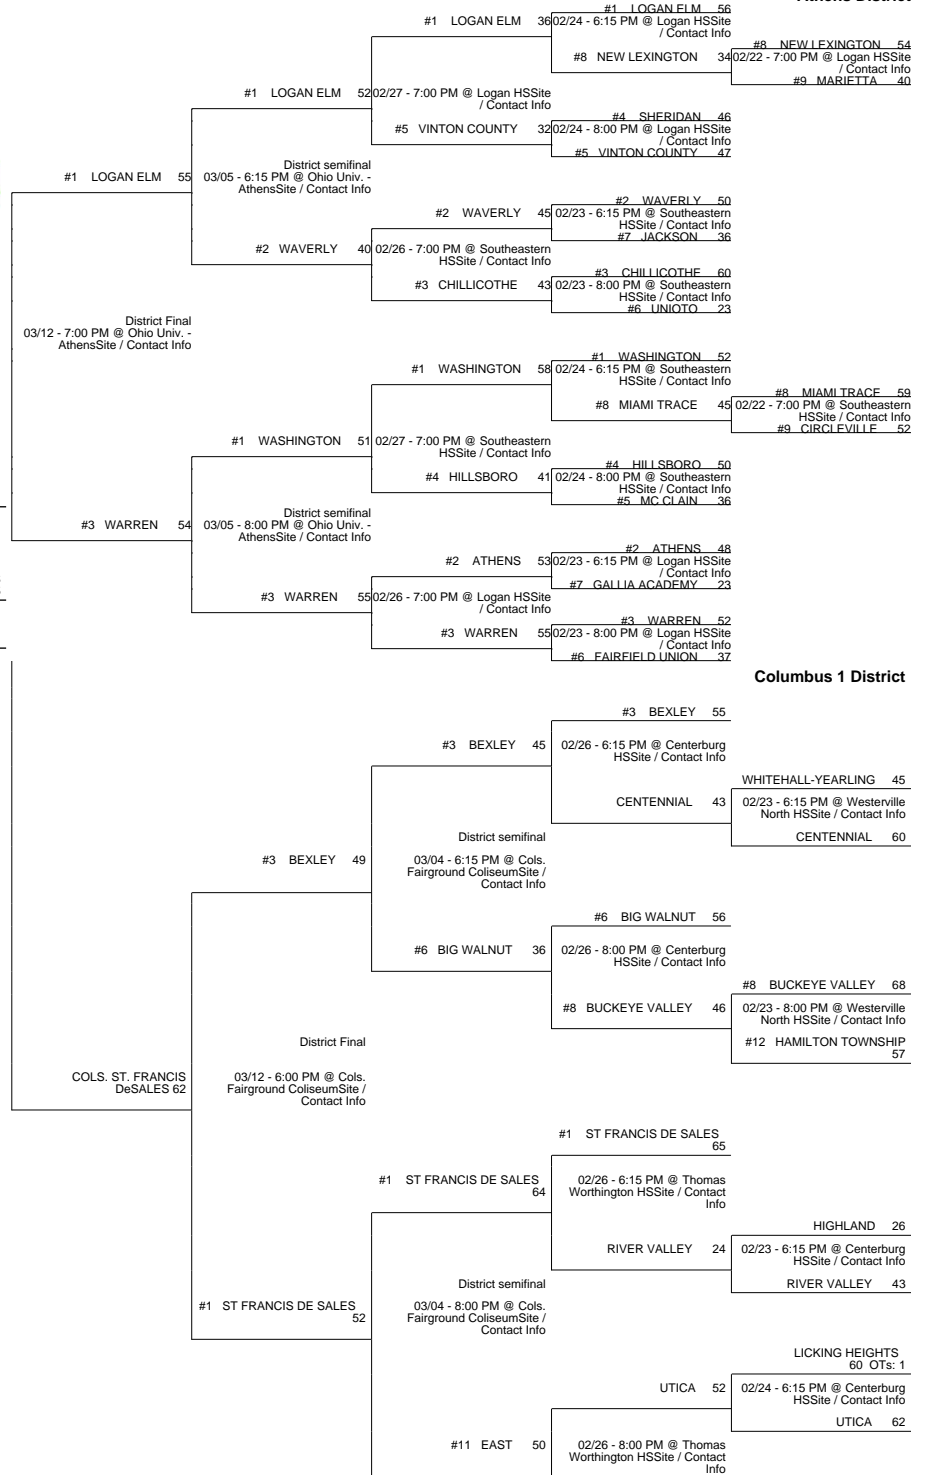 Athens District
#1 LOGAN ELM 56
#1 LOGAN ELM 36
02/24 - 6:15 PM @ Logan HSSite
/ Contact Info
#8 NEW LEXINGTON 54
#8 NEW LEXINGTON 34
02/22 - 7:00 PM @ Logan HSSite
/ Contact Info
#9 MARIETTA 40
#1 LOGAN ELM 52
02/27 - 7:00 PM @ Logan HSSite
/ Contact Info
#4 SHERIDAN 46
#5 VINTON COUNTY 32
02/24 - 8:00 PM @ Logan HSSite
/ Contact Info
#5 VINTON COUNTY 47
District semifinal
#1 LOGAN ELM 55
03/05 - 6:15 PM @ Ohio Univ. -
AthensSite / Contact Info
#2 WAVERLY 50
#2 WAVERLY 45
02/23 - 6:15 PM @ Southeastern
HSSite / Contact Info
#7 JACKSON 36
#2 WAVERLY 40
02/26 - 7:00 PM @ Southeastern
HSSite / Contact Info
#3 CHILLICOTHE 60
#3 CHILLICOTHE 43
02/23 - 8:00 PM @ Southeastern
HSSite / Contact Info
#6 UNIOTO 23
District Final
03/12 - 7:00 PM @ Ohio Univ. -
AthensSite / Contact Info
#1 WASHINGTON 52
#1 WASHINGTON 58
02/24 - 6:15 PM @ Southeastern
HSSite / Contact Info
#8 MIAMI TRACE 59
#8 MIAMI TRACE 45
02/22 - 7:00 PM @ Southeastern
HSSite / Contact Info
#9 CIRCLEVILLE 52
#1 WASHINGTON 51
02/27 - 7:00 PM @ Southeastern
HSSite / Contact Info
#4 HILLSBORO 50
#4 HILLSBORO 41
02/24 - 8:00 PM @ Southeastern
HSSite / Contact Info
#5 MC CLAIN 36
District semifinal
#3 WARREN 54
03/05 - 8:00 PM @ Ohio Univ. -
AthensSite / Contact Info
#2 ATHENS 48
#2 ATHENS 53
02/23 - 6:15 PM @ Logan HSSite
/ Contact Info
#7 GALLIA ACADEMY 23
#3 WARREN 55
02/26 - 7:00 PM @ Logan HSSite
/ Contact Info
#3 WARREN 52
#3 WARREN 55
02/23 - 8:00 PM @ Logan HSSite
/ Contact Info
#6 FAIRFIELD UNION 37
Columbus 1 District
#3 BEXLEY 55
#3 BEXLEY 45
02/26 - 6:15 PM @ Centerburg
HSSite / Contact Info
WHITEHALL-YEARLING 45
CENTENNIAL 43
02/23 - 6:15 PM @ Westerville
North HSSite / Contact Info
CENTENNIAL 60
District semifinal
#3 BEXLEY 49
03/04 - 6:15 PM @ Cols.
Fairground ColiseumSite /
Contact Info
#6 BIG WALNUT 56
#6 BIG WALNUT 36
02/26 - 8:00 PM @ Centerburg
HSSite / Contact Info
#8 BUCKEYE VALLEY 68
#8 BUCKEYE VALLEY 46
02/23 - 8:00 PM @ Westerville
North HSSite / Contact Info
#12 HAMILTON TOWNSHIP
57
District Final
COLS. ST. FRANCIS
DeSALES 62
03/12 - 6:00 PM @ Cols.
Fairground ColiseumSite /
Contact Info
#1 ST FRANCIS DE SALES
65
#1 ST FRANCIS DE SALES
64
02/26 - 6:15 PM @ Thomas
Worthington HSSite / Contact
Info
HIGHLAND 26
RIVER VALLEY 24
02/23 - 6:15 PM @ Centerburg
HSSite / Contact Info
RIVER VALLEY 43
District semifinal
#1 ST FRANCIS DE SALES
52
03/04 - 8:00 PM @ Cols.
Fairground ColiseumSite /
Contact Info
LICKING HEIGHTS
60 OTs: 1
UTICA 52
02/24 - 6:15 PM @ Centerburg
HSSite / Contact Info
UTICA 62
#11 EAST 50
02/26 - 8:00 PM @ Thomas
Worthington HSSite / Contact
Info